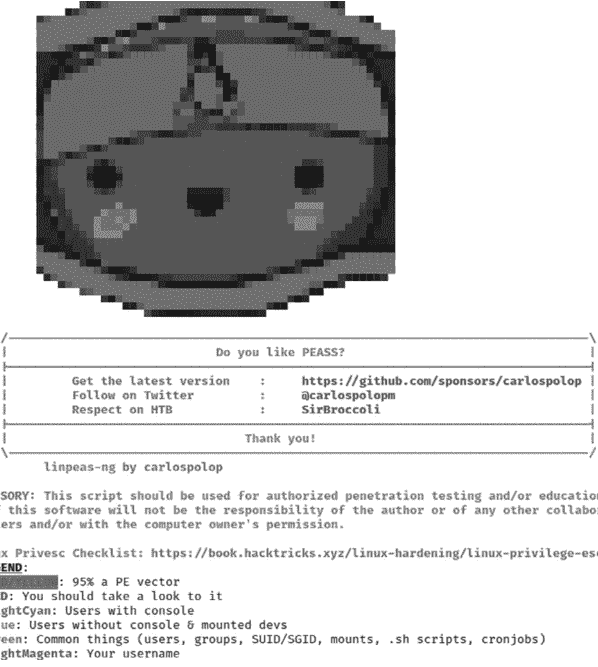 Do you like PEASS?
Get the latest version : https://github.com/sponsors/carlospolop
Follow on Twitter : @carlospolopm
Respect on HTB : SirBroccoli
Thank you!
linpeas-ng by carlospolop
SORY: This script should be used for authorized penetration testing and/or education
f this software will not be the responsibility of the author or of any other collabo
ers and/or with the computer owner's permission.
x Privesc Checklist: https://book.hacktricks.xyz/linux-hardening/linux-privilege-esc
GEND:
: 95% a PE vector
D: You should take a look to it
ghtCyan: Users with console
ue: Users without console & mounted devs
een: Common things (users, groups, SUID/SGID, mounts, .sh scripts, cronjobs)
ghtMagenta: Your username